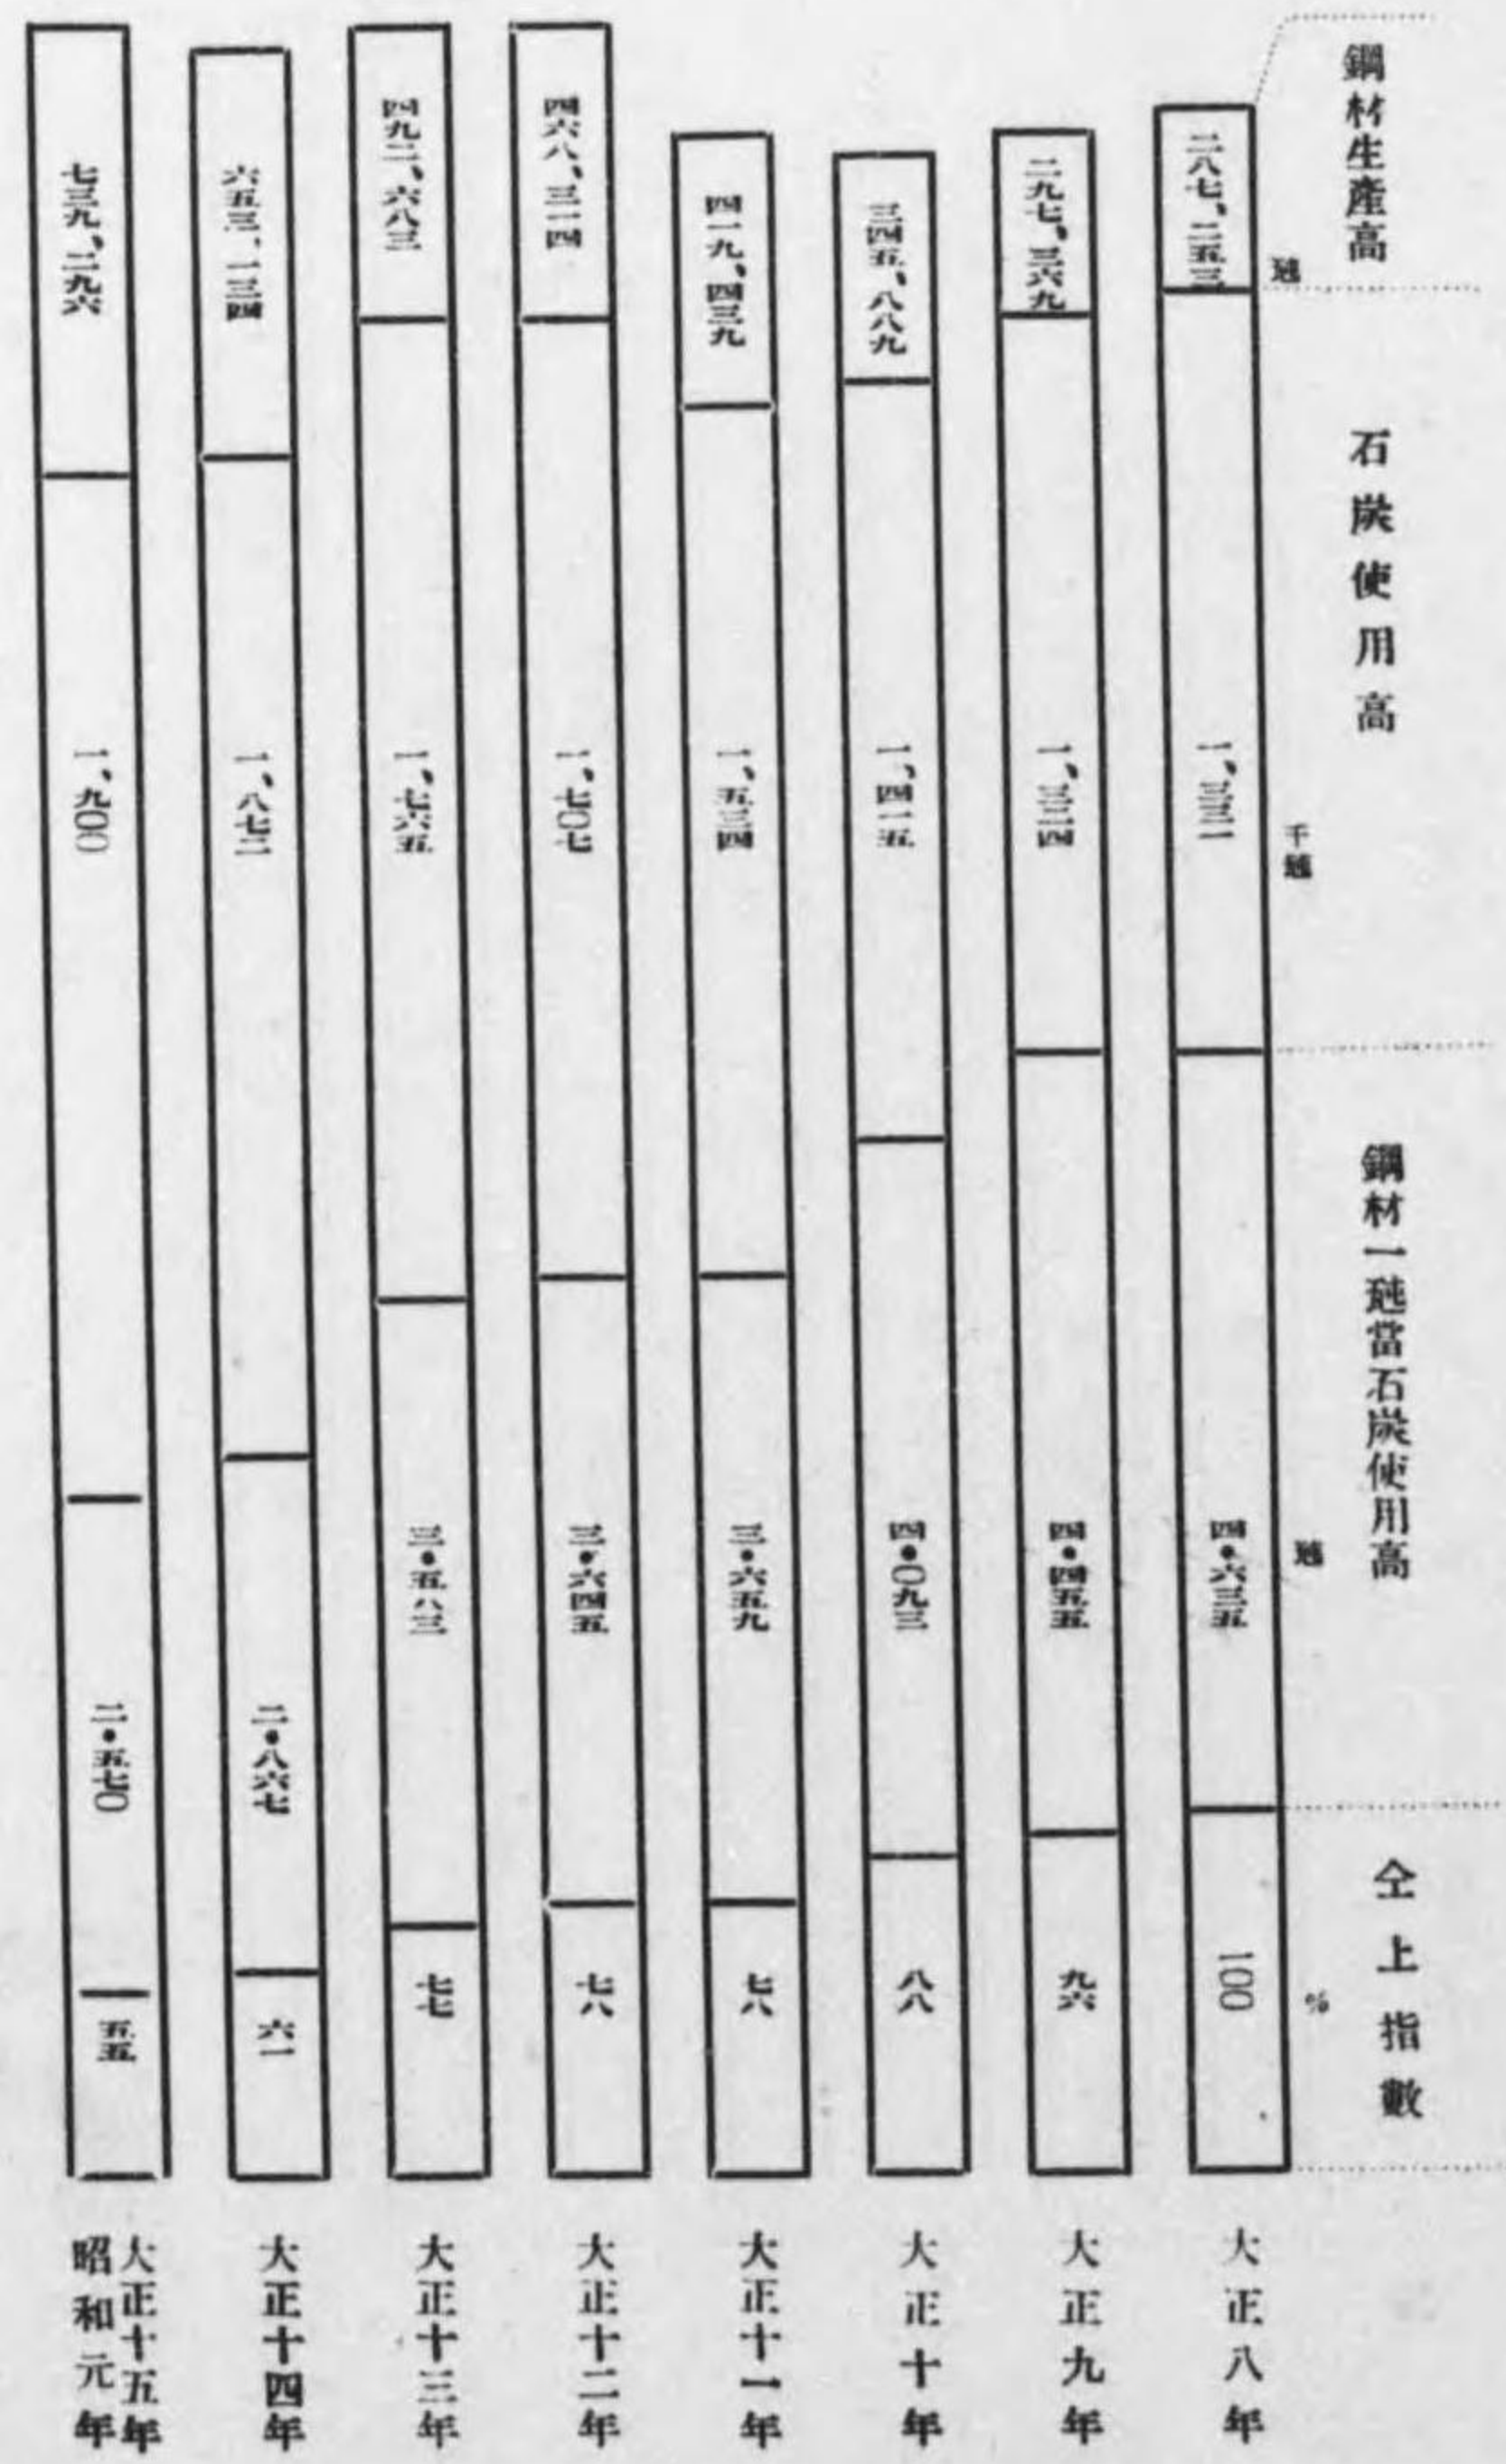 鋼材生產高
瓲
石炭使用高
千瓲
鋼材一瓲當石炭使用高
瓲
仝上指數
%
二八七、二五三
一、三三一
四・六三五
一〇〇
大正八年
二九七、三六九
一、三二四
四・四五五
九六
大正九年
三四五、八八九
一、四一五
四・〇九三
八八
大正十年
四一九、四三九
一、五三四
三・六五九
七八
大正十一年
四六八、三一四
一、七〇七
三・六四五
七八
大正十二年
四九二、六八三
一、七六五
三・五八三
七七
大正十三年
六五三、一三四
一、八七二
二・八六七
六一
大正十四年
七三九、二九六
一、九〇〇
二・五七〇
五五
大正十五年
昭和元年